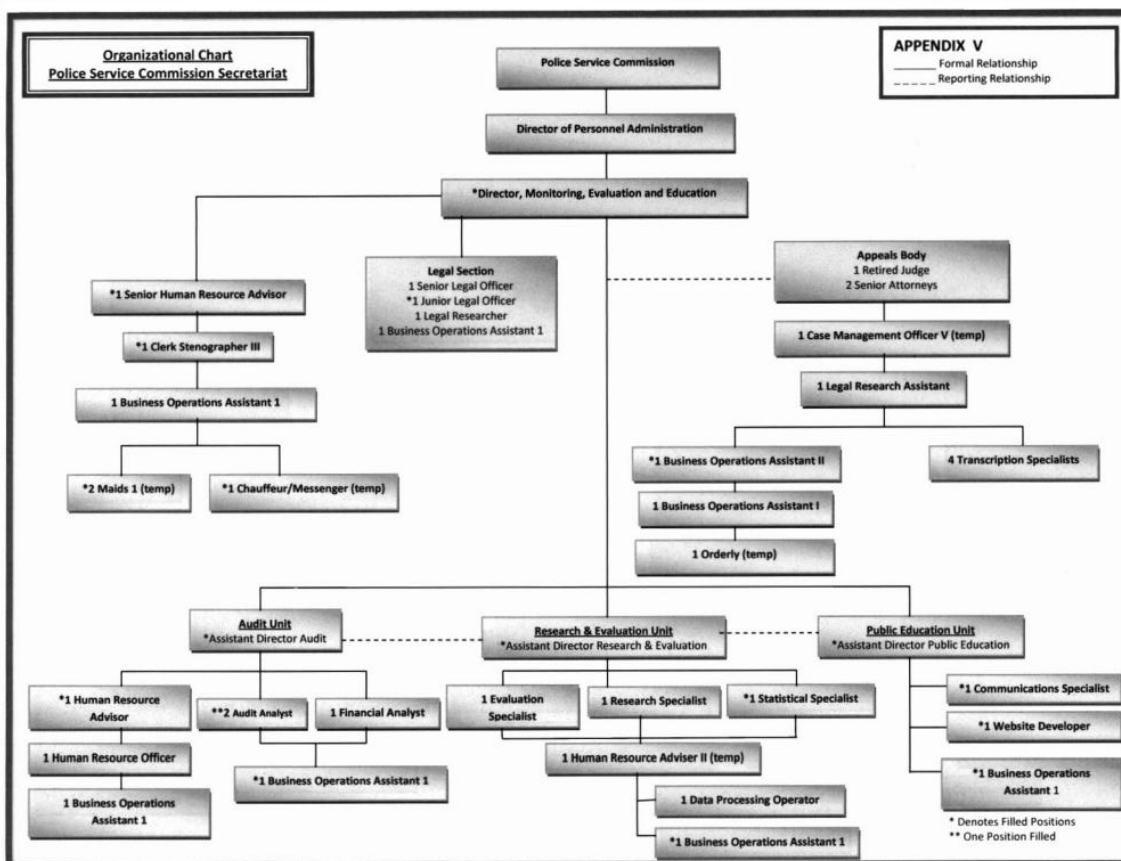 Organizational Chart
Police Service Commission Secretariat
APPENDIX V
Formal Relationship
Reporting Relationship
Police Service Commission
Director of Personnel Administration
*Director, Monitoring, Evaluation and Education
Legal Section
1 Senior Legal Officer
*1 Junior Legal Officer
1 Legal Researcher
1 Business Operations Assistant 1
Appeals Body
1 Retired Judge
2 Senior Attorneys
*1 Senior Human Resource Advisor
*1 Clerk Stenographer III
1 Business Operations Assistant 1
*2 Maids 1 (temp)
*1 Chauffeur/Messenger (temp)
1 Case Management Officer V (temp)
1 Legal Research Assistant
*1 Business Operations Assistant II
4 Transcription Specialists
1 Business Operations Assistant I
1 Orderly (temp)
Audit Unit
*Assistant Director Audit
Research & Evaluation Unit
*Assistant Director Research & Evaluation
Public Education Unit
*Assistant Director Public Education
*1 Human Resource
Advisor
**2 Audit Analyst
1 Financial Analyst
1 Human Resource Officer
*1 Business Operations Assistant 1
1 Business Operations
Assistant 1
1 Evaluation
Specialist
1 Research Specialist
*1 Statistical Specialist
1 Human Resource Adviser II (temp)
1 Data Processing Operator
*1 Business Operations Assistant 1
*1 Communications Specialist
*1 Website Developer
*1 Business Operations
Assistant 1
* Denotes Filled Positions
** One Position Filled